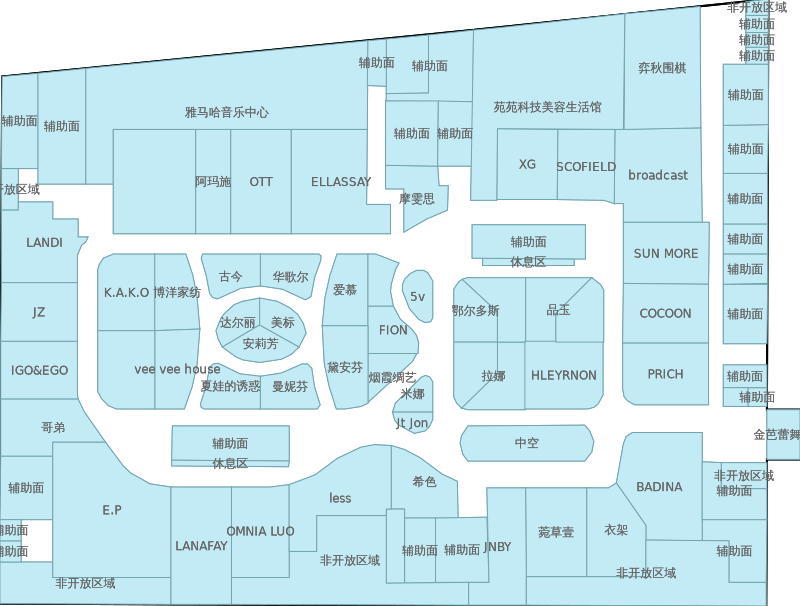 非开放区域
辅助面
辅助面
辅助面
辅助面
辅助面
弈秋围棋
辅助面
雅马哈音乐中心
苑苑科技美容生活馆
辅助面
辅助面
辅助面
辅助面
辅助面
XG
SCOFIELD
broadcast
阿玛施
OTT
ELLASSAY
开放区域
摩雯思
辅助面
LANDI
辅助面
辅助面
SUN MORE
休息区
辅助面
古今
华歌尔
K.A.K.O
博洋家纺
爱慕
5v
鄂尔多斯
品玉
JZ
COCOON
辅助面
达尔丽
美标
FION
安莉芳
IGO&EGO
vee vee house
黛安芬
烟霞绸艺
拉娜
HLEYRNON
PRICH
辅助面
夏娃的诱惑
曼妮芬
米娜
辅助面
哥弟
Jt Jon
金芭蕾舞
辅助面
中空
休息区
非开放区域
辅助面
辅助面
希色
BADINA
less
E.P
辅助面
辅助面
OMNIA LUO
LANAFAY
菀草壹
衣架
辅助面
辅助面
JNBY
辅助面
非开放区域
非开放区域
非开放区域